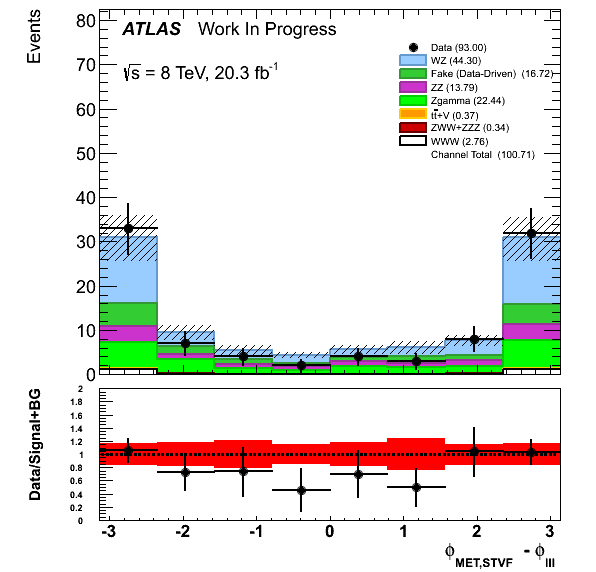 Events
80
70
60
50
40
30
20
10
0
ATLAS Work In Progress
√s = 8 TeV, 20.3 fb⁻¹
Data (93.00)
WZ (44.30)
Fake (Data-Driven) (16.72)
ZZ (13.79)
Zgamma (22.44)
tt̄+V (0.37)
ZWW+ZZZ (0.34)
WWW (2.76)
Channel Total (100.71)
Data/Signal+BG
2
1.8
1.6
1.4
1.2
1
0.8
0.6
0.4
0.2
0
-3 -2 -1 0 1 2 3
ϕMET,STVF - ϕlll